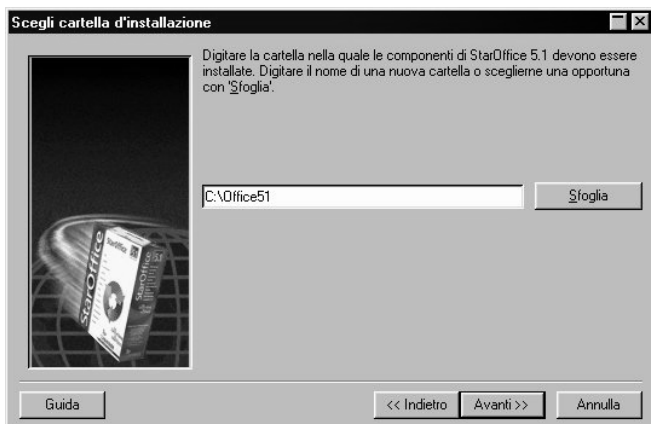 Scegli cartella d'installazione
Digitare la cartella nella quale le componenti di StarOffice 5.1 devono essere
installate. Digitare il nome di una nuova cartella o sceglierne una opportuna
con 'Sfoglia'.
C:\Office51
Sfoglia
StarOffice
StarOffice
Guida
<< Indietro
Avanti >>
Annulla